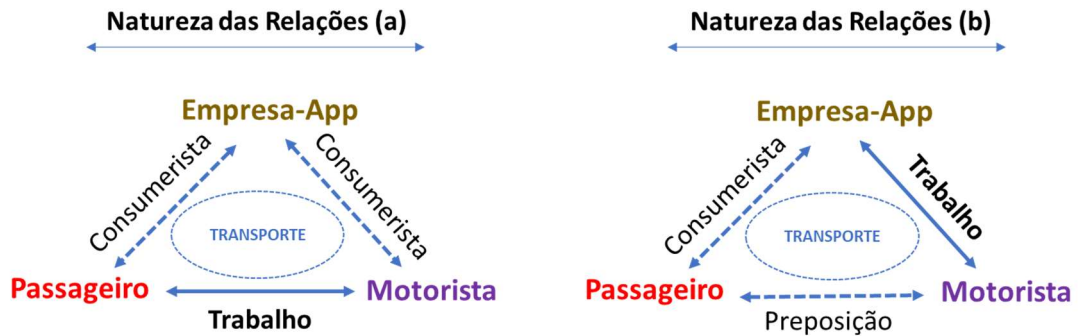 Natureza das Relações (a)
Empresa-App
Consumerista
Consumerista
TRANSPORTE
Passageiro
Motorista
Trabalho
Natureza das Relações (b)
Empresa-App
Consumerista
Trabalho
TRANSPORTE
Passageiro
Motorista
Preposição